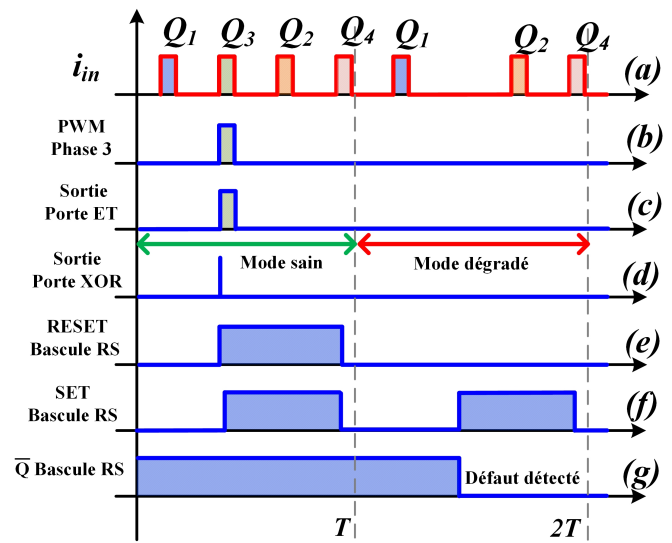 Q1 Q3 Q2 Q4 Q1 Q2 Q4
iin (a)
PWM
Phase 3 (b)
Sortie
Porte ET (c)
Mode sain Mode dégradé
Sortie
Porte XOR (d)
RESET
Bascule RS (e)
SET
Bascule RS (f)
Q̅ Bascule RS Défaut détecté (g)
T 2T